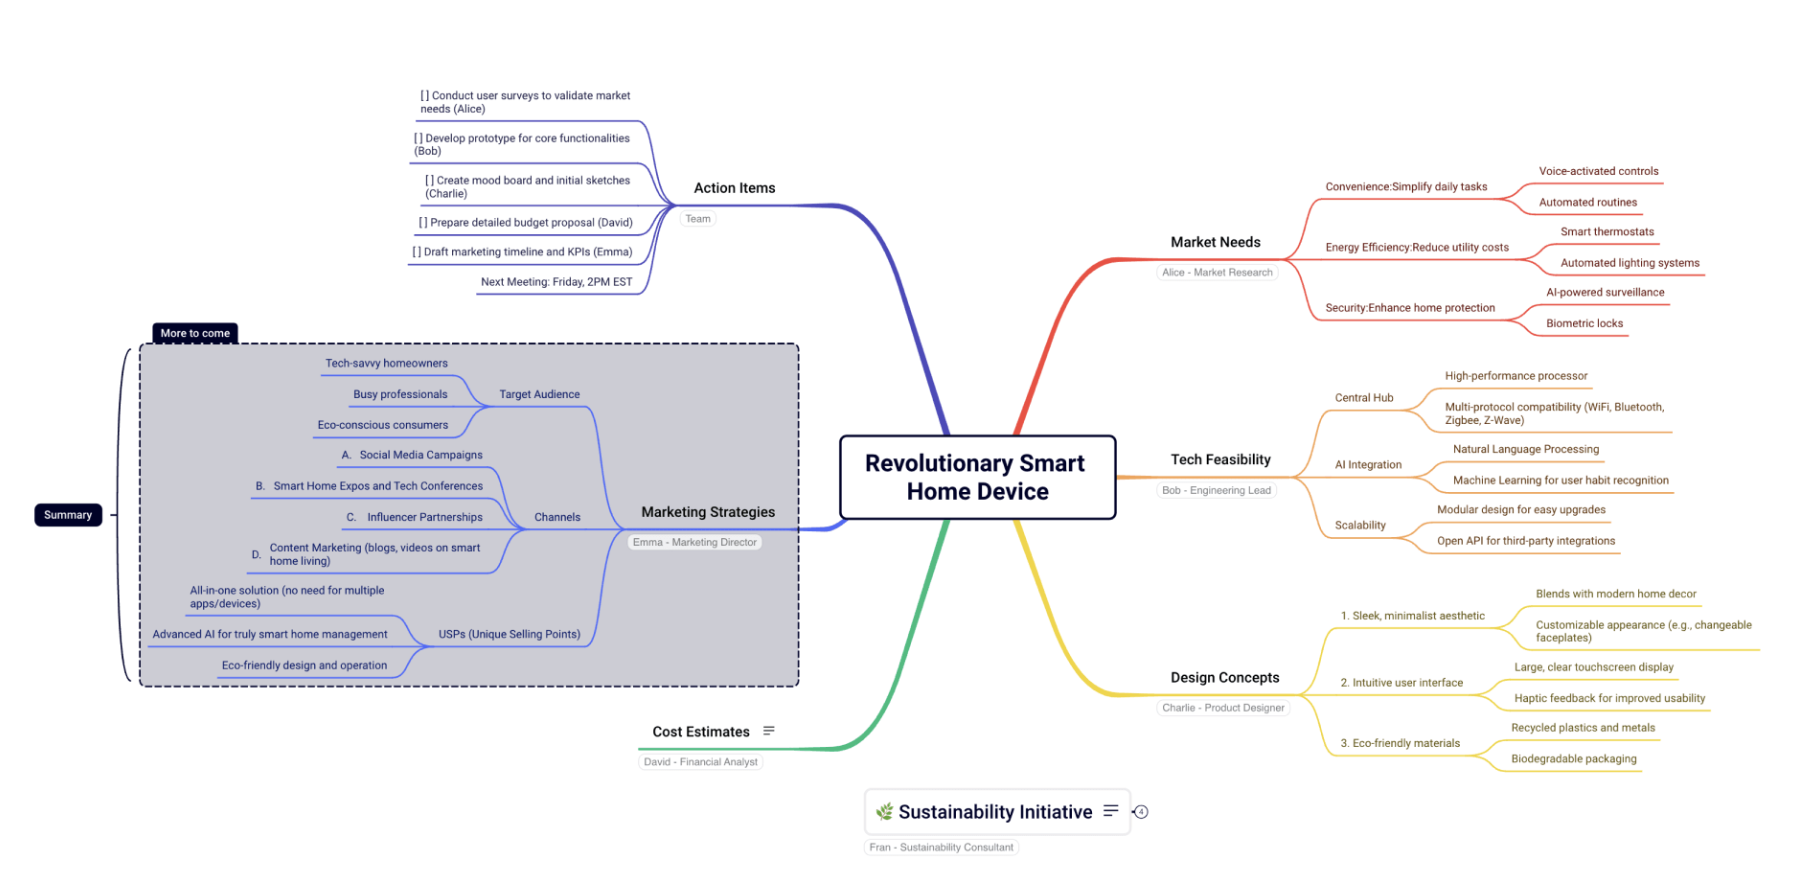 Revolutionary Smart
Home Device
Action Items
Team
[ ] Conduct user surveys to validate market
needs (Alice)
[ ] Develop prototype for core functionalities
(Bob)
[ ] Create mood board and initial sketches
(Charlie)
[ ] Prepare detailed budget proposal (David)
[ ] Draft marketing timeline and KPIs (Emma)
Next Meeting: Friday, 2PM EST
More to come
Summary
Marketing Strategies
Emma - Marketing Director
Target Audience
Tech-savvy homeowners
Busy professionals
Eco-conscious consumers
Channels
A. Social Media Campaigns
B. Smart Home Expos and Tech Conferences
C. Influencer Partnerships
D. Content Marketing (blogs, videos on smart
home living)
USPs (Unique Selling Points)
All-in-one solution (no need for multiple
apps/devices)
Advanced AI for truly smart home management
Eco-friendly design and operation
Cost Estimates
David - Financial Analyst
Market Needs
Alice - Market Research
Convenience:Simplify daily tasks
Voice-activated controls
Automated routines
Energy Efficiency:Reduce utility costs
Smart thermostats
Automated lighting systems
Security:Enhance home protection
AI-powered surveillance
Biometric locks
Tech Feasibility
Bob - Engineering Lead
Central Hub
High-performance processor
Multi-protocol compatibility (WiFi, Bluetooth,
Zigbee, Z-Wave)
AI Integration
Natural Language Processing
Machine Learning for user habit recognition
Scalability
Modular design for easy upgrades
Open API for third-party integrations
Design Concepts
Charlie - Product Designer
1. Sleek, minimalist aesthetic
Blends with modern home decor
Customizable appearance (e.g., changeable
faceplates)
2. Intuitive user interface
Large, clear touchscreen display
Haptic feedback for improved usability
3. Eco-friendly materials
Recycled plastics and metals
Biodegradable packaging
🌿 Sustainability Initiative
4
Fran - Sustainability Consultant